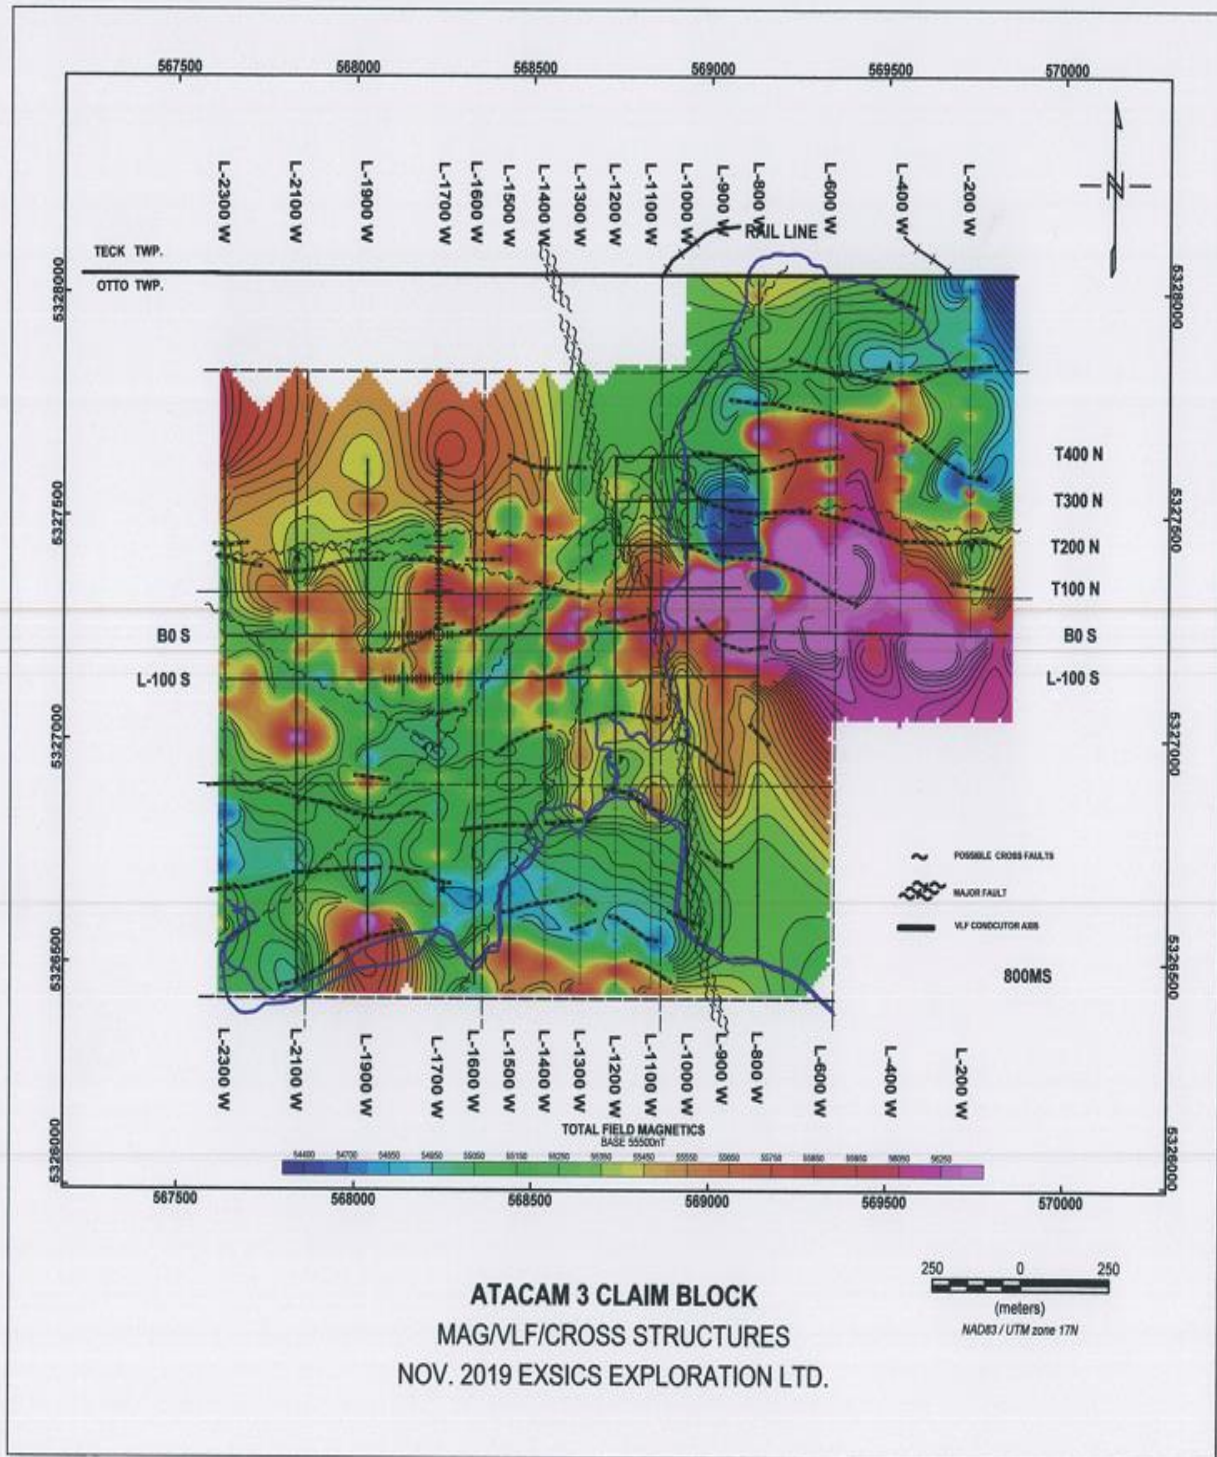 567500 568000 568500 569000 569500 570000
L-2300 W L-2100 W L-1900 W L-1700 W L-1600 W L-1500 W L-1400 W L-1300 W L-1200 W L-1100 W L-1000 W L-900 W L-800 W L-600 W L-400 W L-200 W
N
RAIL LINE
TECK TWP.
OTTO TWP.
5328000 5328000
T400 N
5327500 T300 N 5327500
T200 N
T100 N
B0 S B0 S
L-100 S L-100 S
5327000 5327000
POSSIBLE CROSS FAULTS
MAJOR FAULT
VLF CONDCUTOR AXIS
5326500 800MS 5326500
L-2300 W L-2100 W L-1900 W L-1700 W L-1600 W L-1500 W L-1400 W L-1300 W L-1200 W L-1100 W L-1000 W L-900 W L-800 W L-600 W L-400 W L-200 W
TOTAL FIELD MAGNETICS
BASE 55500nT
5326000 5326000
567500 568000 568500 569000 569500 570000
250 0 250
(meters)
NAD83 / UTM zone 17N
ATACAM 3 CLAIM BLOCK
MAG/VLF/CROSS STRUCTURES
NOV. 2019 EXSICS EXPLORATION LTD.